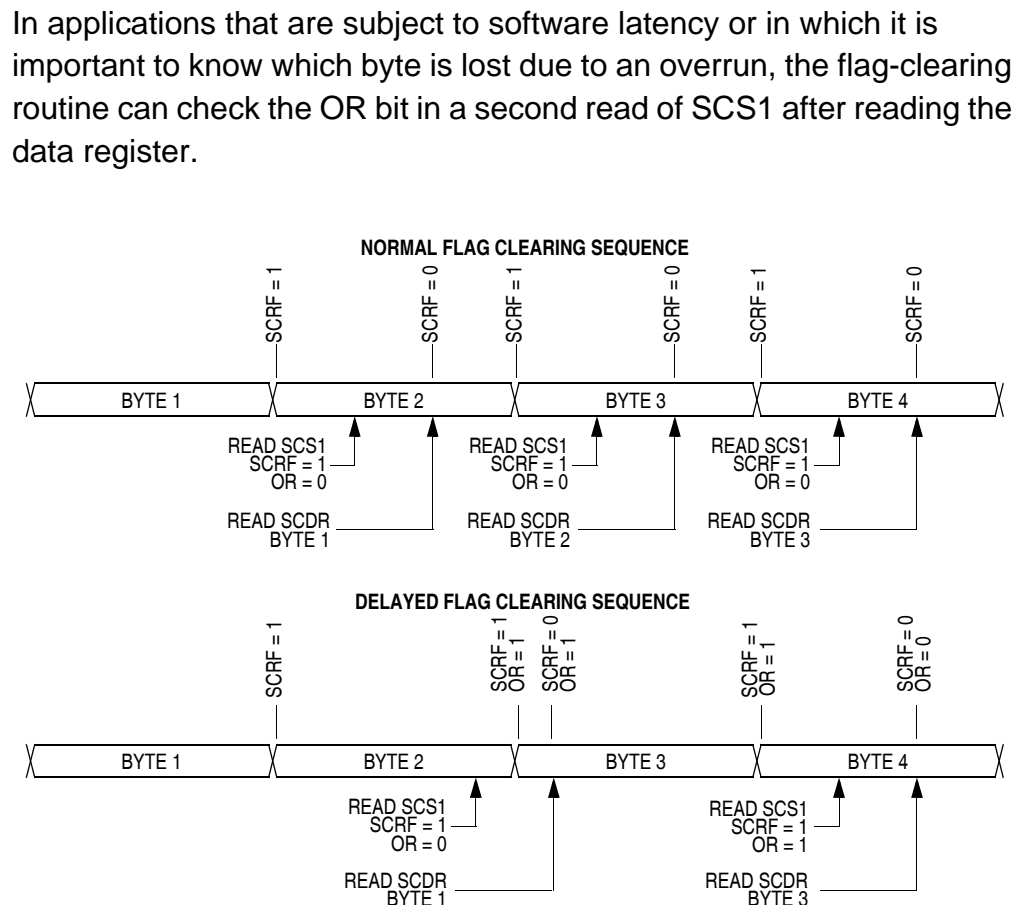 In applications that are subject to software latency or in which it is
important to know which byte is lost due to an overrun, the flag-clearing
routine can check the OR bit in a second read of SCS1 after reading the
data register.
NORMAL FLAG CLEARING SEQUENCE
SCRF = 1
SCRF = 0
SCRF = 1
SCRF = 0
SCRF = 1
SCRF = 0
BYTE 1
BYTE 2
BYTE 3
BYTE 4
READ SCS1
SCRF = 1
OR = 0
READ SCS1
SCRF = 1
OR = 0
READ SCS1
SCRF = 1
OR = 0
READ SCDR
BYTE 1
READ SCDR
BYTE 2
READ SCDR
BYTE 3
DELAYED FLAG CLEARING SEQUENCE
SCRF = 1
SCRF = 1
OR = 1
SCRF = 0
OR = 1
SCRF = 1
OR = 1
SCRF = 0
OR = 0
BYTE 1
BYTE 2
BYTE 3
BYTE 4
READ SCS1
SCRF = 1
OR = 0
READ SCS1
SCRF = 1
OR = 1
READ SCDR
BYTE 1
READ SCDR
BYTE 3